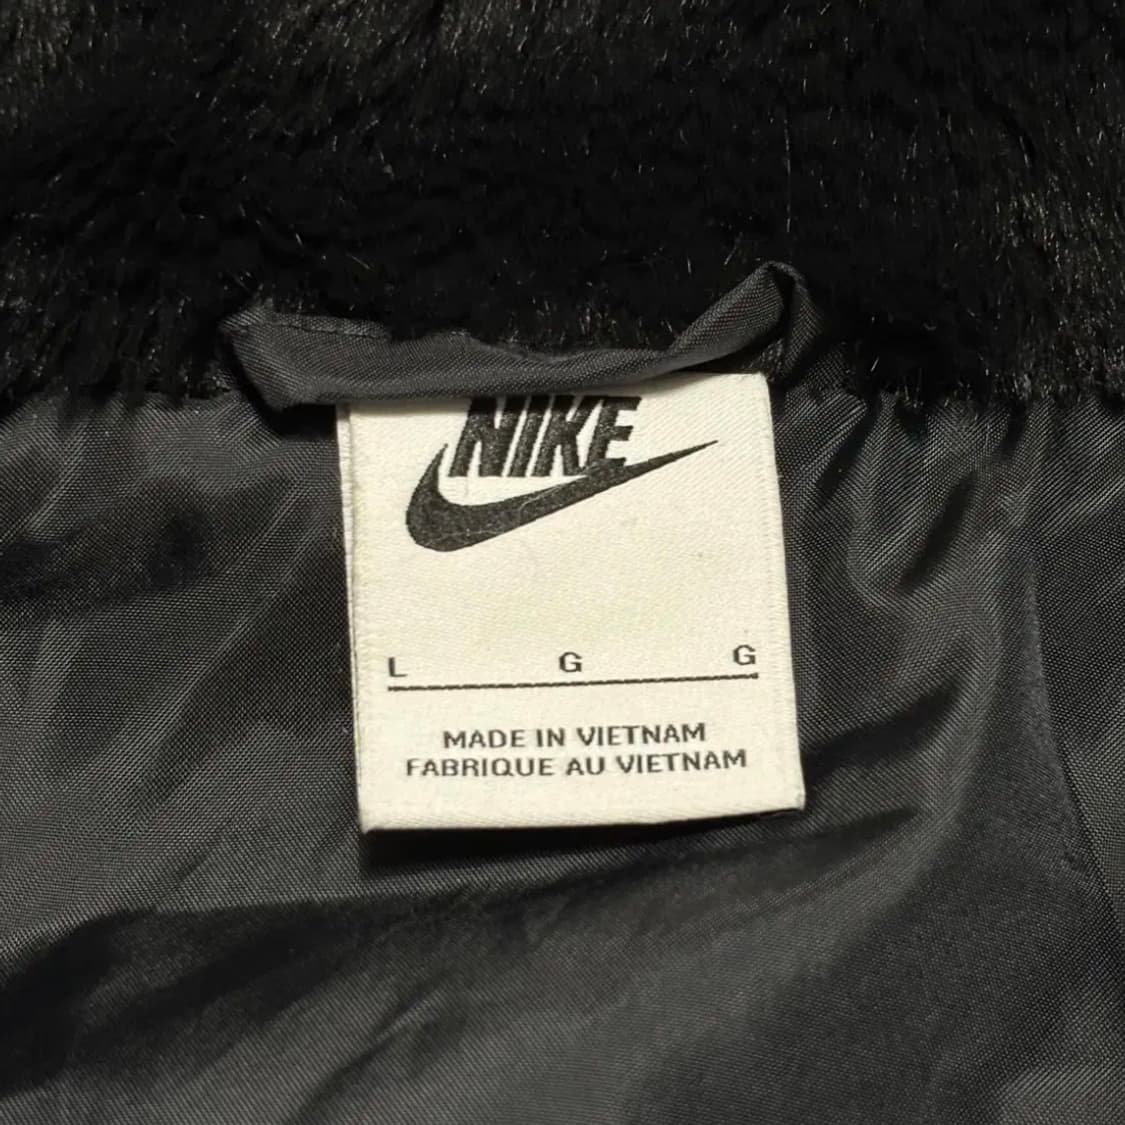 NIKE
L G G
MADE IN VIETNAM
FABRIQUE AU VIETNAM